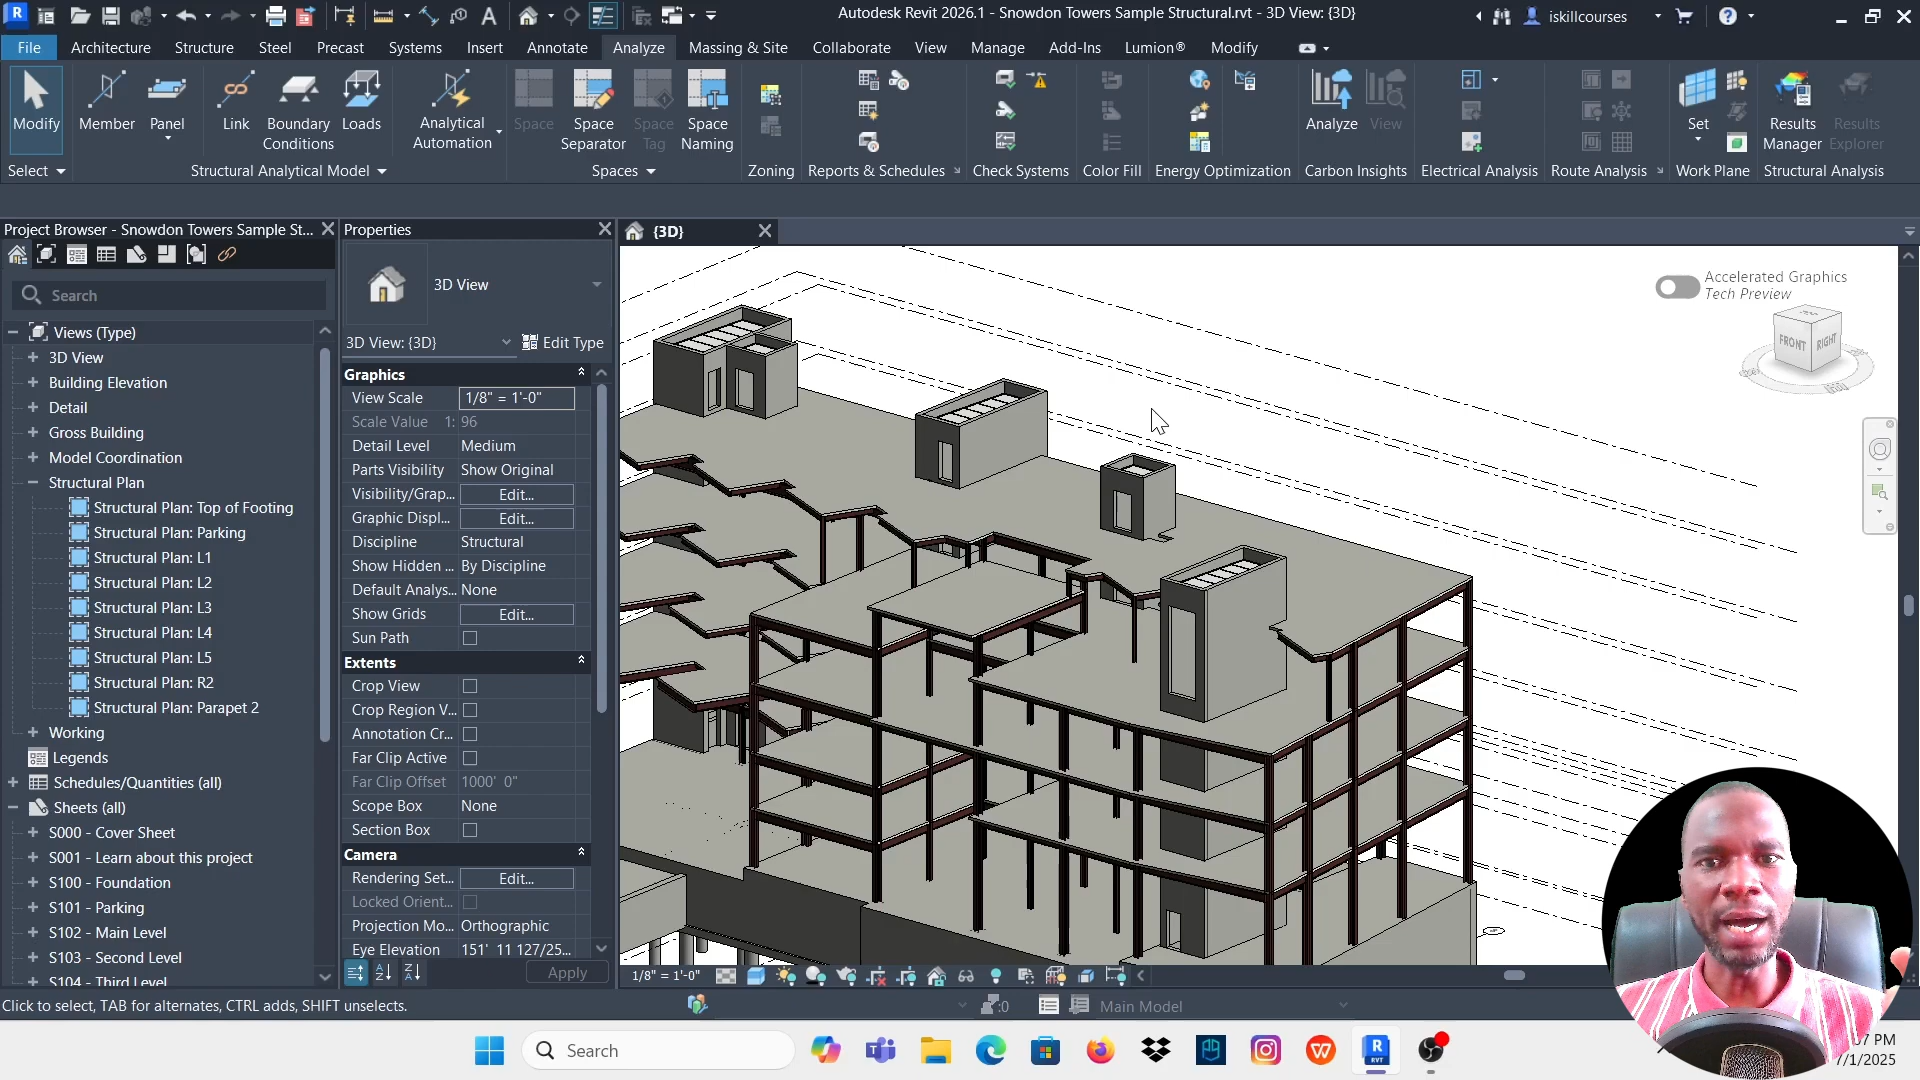 Autodesk Revit 2026.1 - Snowdon Towers Sample Structural.rvt - 3D View: {3D}
iskillcourses
File Architecture Structure Steel Precast Systems Insert Annotate Analyze Massing & Site Collaborate View Manage Add-Ins Lumion® Modify
Modify
Member
Panel
Link
Boundary
Conditions
Loads
Analytical
Automation
Space
Space
Separator
Space
Tag
Space
Naming
Analyze
View
Set
Results
Manager
Results
Explorer
Select
Structural Analytical Model
Spaces
Zoning
Reports & Schedules
Check Systems
Color Fill
Energy Optimization
Carbon Insights
Electrical Analysis
Route Analysis
Work Plane
Structural Analysis
Project Browser - Snowdon Towers Sample St...
Search
Views (Type)
3D View
Building Elevation
Detail
Gross Building
Model Coordination
Structural Plan
Structural Plan: Top of Footing
Structural Plan: Parking
Structural Plan: L1
Structural Plan: L2
Structural Plan: L3
Structural Plan: L4
Structural Plan: L5
Structural Plan: R2
Structural Plan: Parapet 2
Working
Legends
Schedules/Quantities (all)
Sheets (all)
S000 - Cover Sheet
S001 - Learn about this project
S100 - Foundation
S101 - Parking
S102 - Main Level
S103 - Second Level
S104 - Third Level
Properties
3D View
3D View: {3D}
Edit Type
Graphics
View Scale 1/8" = 1'-0"
Scale Value 1: 96
Detail Level Medium
Parts Visibility Show Original
Visibility/Grap... Edit...
Graphic Displ... Edit...
Discipline Structural
Show Hidden ... By Discipline
Default Analys... None
Show Grids Edit...
Sun Path
Extents
Crop View
Crop Region V...
Annotation Cr...
Far Clip Active
Far Clip Offset 1000' 0"
Scope Box None
Section Box
Camera
Rendering Set... Edit...
Locked Orient...
Projection Mo... Orthographic
Eye Elevation 151' 11 127/25...
Apply
{3D}
Accelerated Graphics
Tech Preview
FRONT RIGHT
1/8" = 1'-0"
Click to select, TAB for alternates, CTRL adds, SHIFT unselects.
:0
Main Model
Search
R
RVT
7 PM
7/1/2025